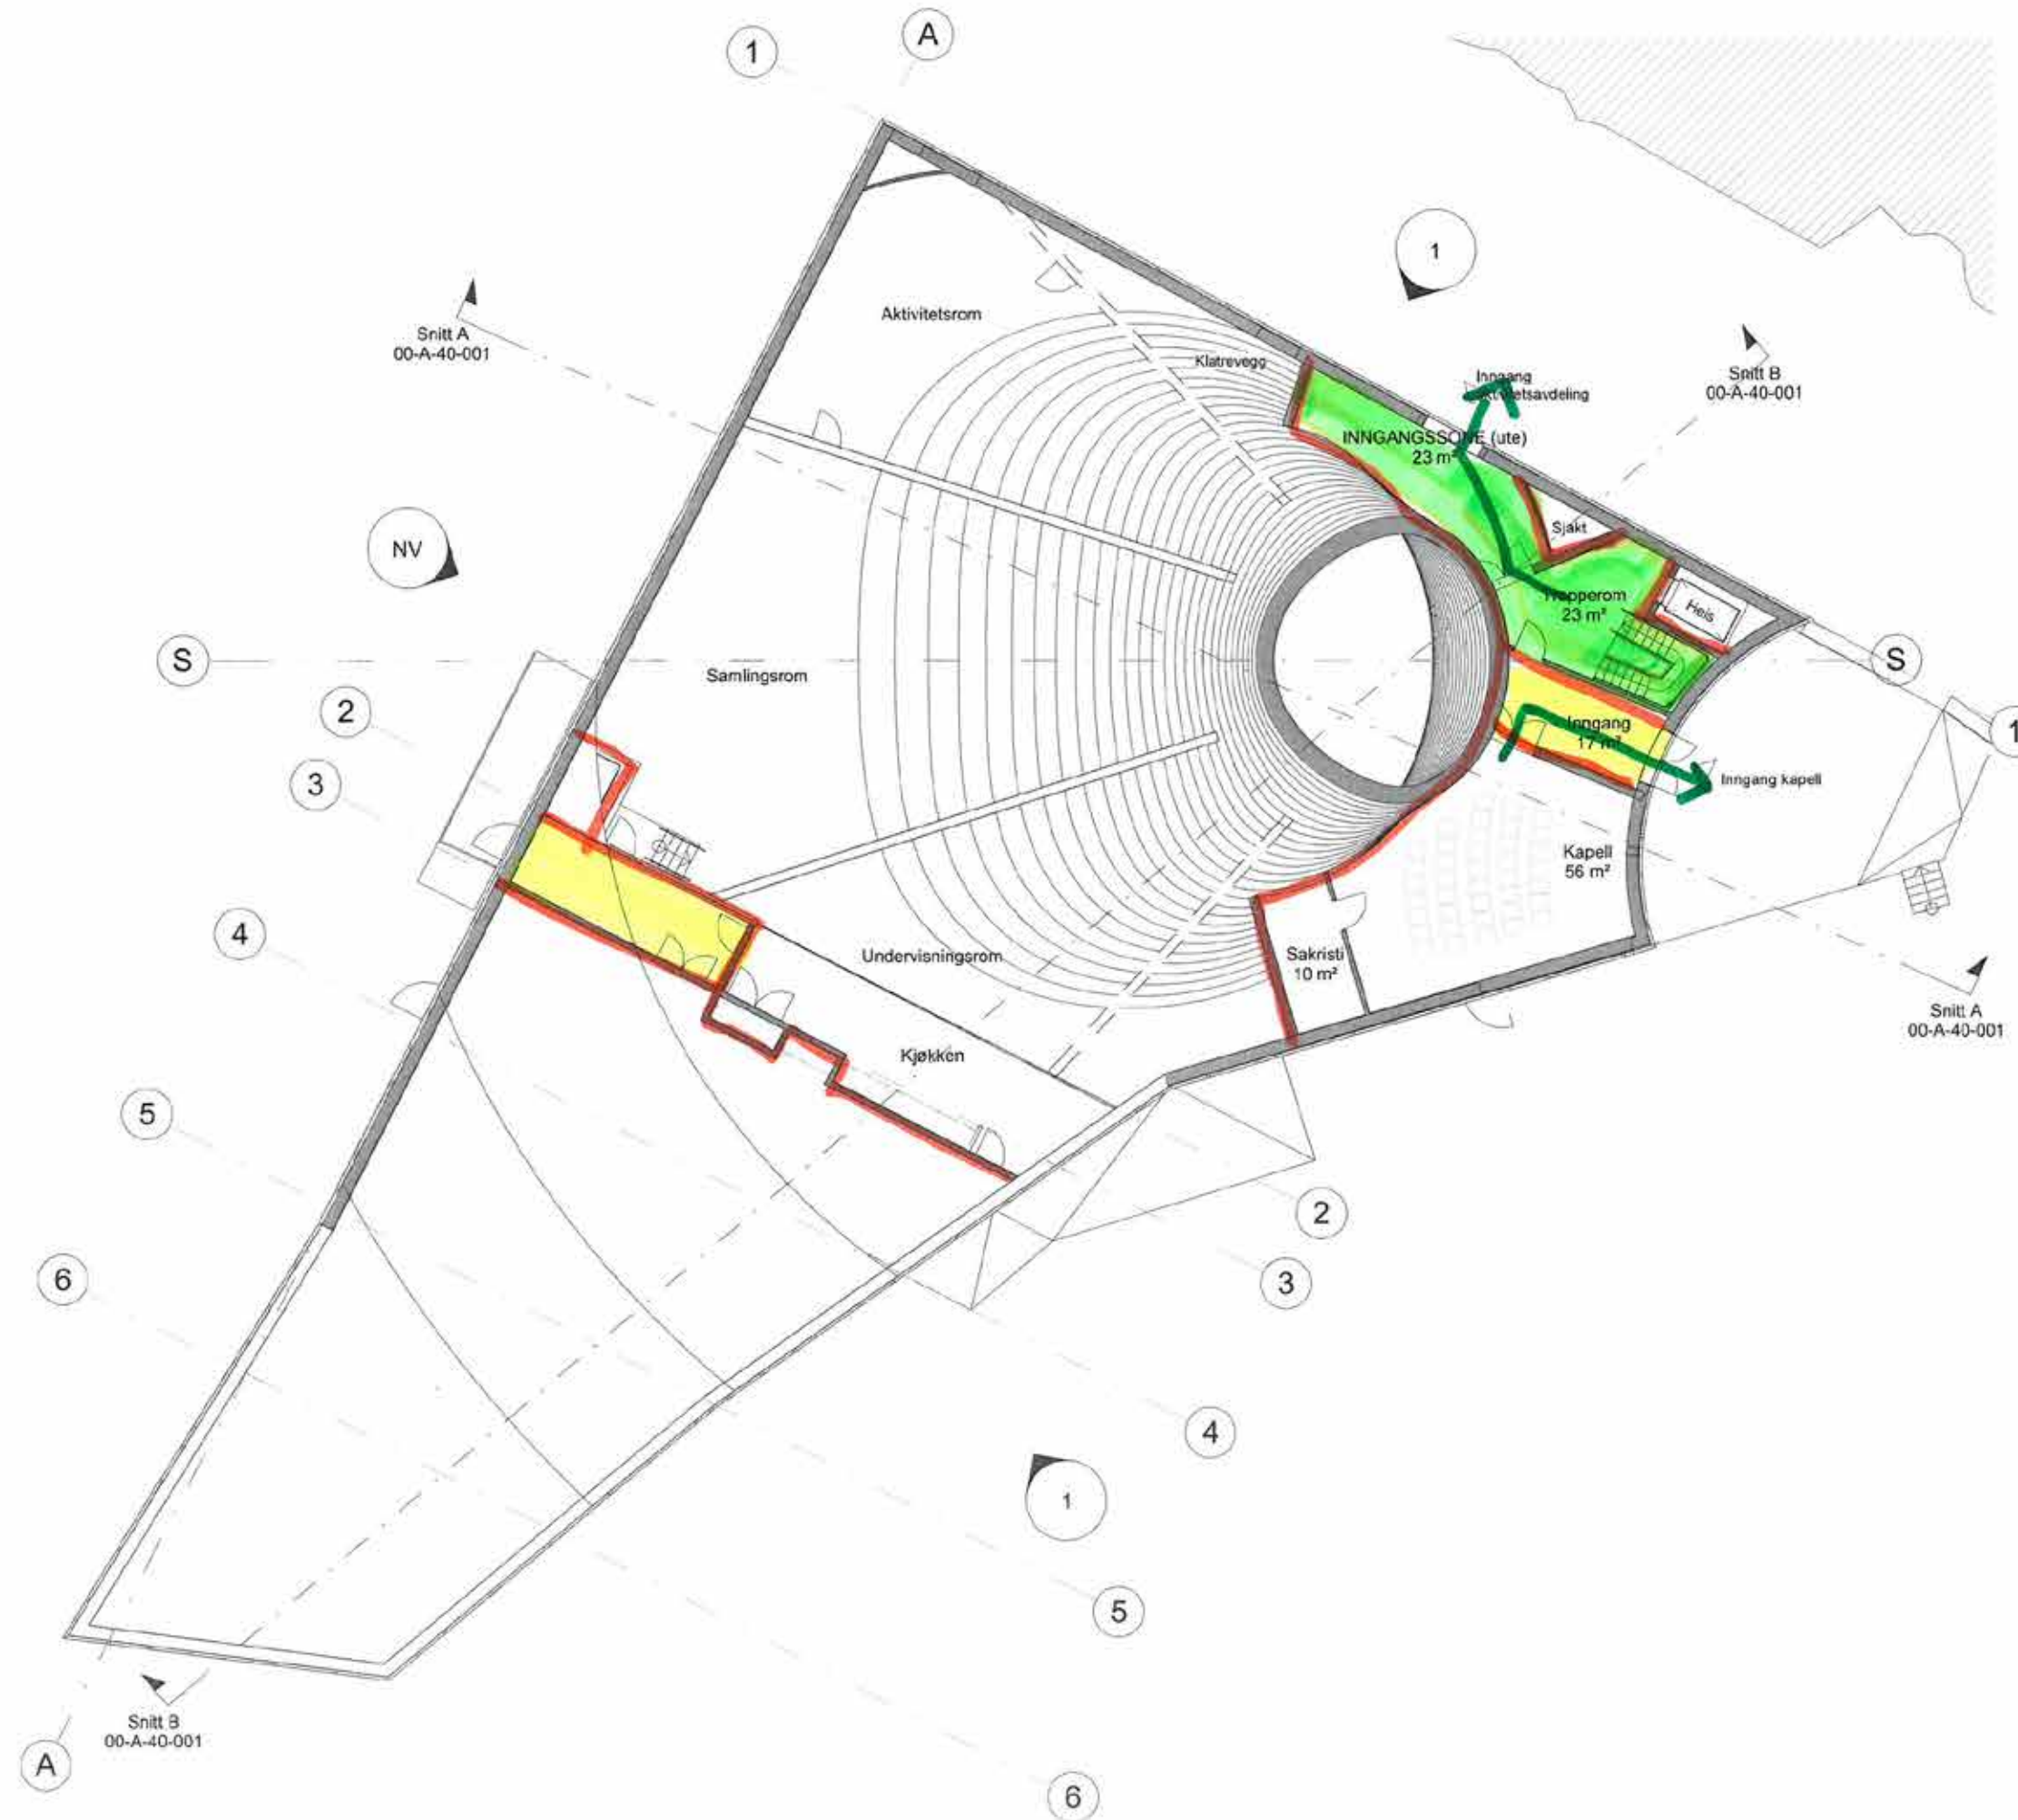 A
1
1
Aktivitetsrom
Snitt A
00-A-40-001
Klatrevegg
Inngang
Snitt B
00-A-40-001
INNGANGSSONE (ute)
23 m²
Sjakt
NV
Trapperom
23 m²
Heis
S
S
Samlingsrom
2
Inngang
17 m²
1
3
Inngang kapell
Kapell
56 m²
4
Undervisningsrom
Sakristi
10 m²
Snitt A
00-A-40-001
Kjøkken
5
2
6
3
4
1
5
Snitt B
00-A-40-001
A
6